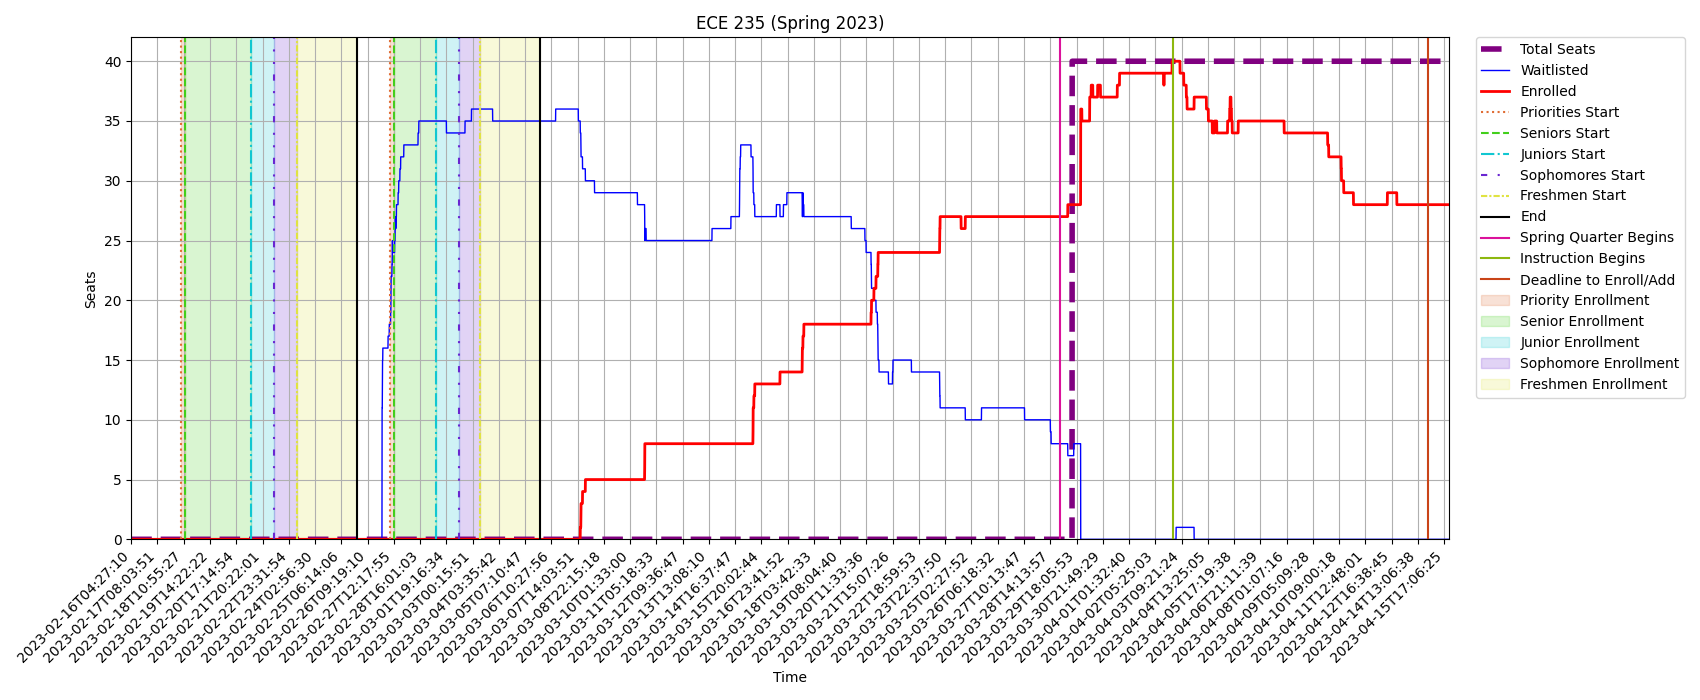 ECE 235 (Spring 2023)
Seats
40
35
30
25
20
15
10
5
0
2023-02-16T04:27:10
2023-02-17T08:03:51
2023-02-18T10:55:27
2023-02-19T14:22:22
2023-02-20T17:14:54
2023-02-21T20:22:01
2023-02-22T23:31:54
2023-02-24T02:56:30
2023-02-25T06:14:06
2023-02-26T09:19:10
2023-02-27T12:17:55
2023-02-28T16:01:03
2023-03-01T19:16:34
2023-03-03T00:15:51
2023-03-04T03:35:42
2023-03-05T07:10:47
2023-03-06T10:27:56
2023-03-07T14:03:51
2023-03-08T22:15:18
2023-03-10T01:33:00
2023-03-11T05:18:33
2023-03-12T09:36:47
2023-03-13T13:08:10
2023-03-14T16:37:47
2023-03-15T20:02:44
2023-03-16T23:41:52
2023-03-18T03:42:33
2023-03-19T08:04:40
2023-03-20T11:33:36
2023-03-21T15:07:26
2023-03-22T18:59:53
2023-03-23T22:37:50
2023-03-25T02:27:52
2023-03-26T06:18:32
2023-03-27T10:13:47
2023-03-28T14:13:57
2023-03-29T18:05:53
2023-03-30T21:49:29
2023-04-01T01:32:40
2023-04-02T05:25:03
2023-04-03T09:21:24
2023-04-04T13:25:05
2023-04-05T17:19:38
2023-04-06T21:11:39
2023-04-08T01:07:16
2023-04-09T05:09:28
2023-04-10T09:00:18
2023-04-11T12:48:01
2023-04-12T16:38:45
2023-04-14T13:06:38
2023-04-15T17:06:25
Time
Total Seats
Waitlisted
Enrolled
Priorities Start
Seniors Start
Juniors Start
Sophomores Start
Freshmen Start
End
Spring Quarter Begins
Instruction Begins
Deadline to Enroll/Add
Priority Enrollment
Senior Enrollment
Junior Enrollment
Sophomore Enrollment
Freshmen Enrollment